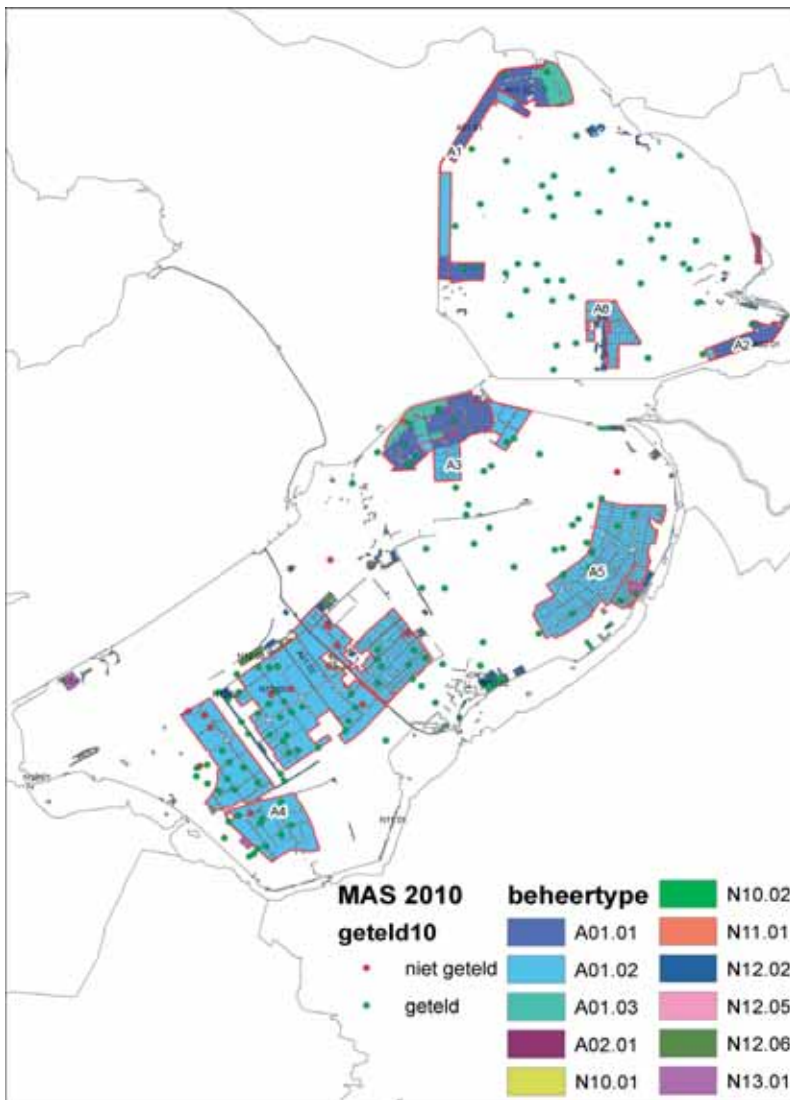 A1
A6
A2
A3
A5
A4
MAS 2010
geteld10
niet geteld
geteld
beheertype
A01.01
A01.02
A01.03
A02.01
N10.01
N10.02
N11.01
N12.02
N12.05
N12.06
N13.01